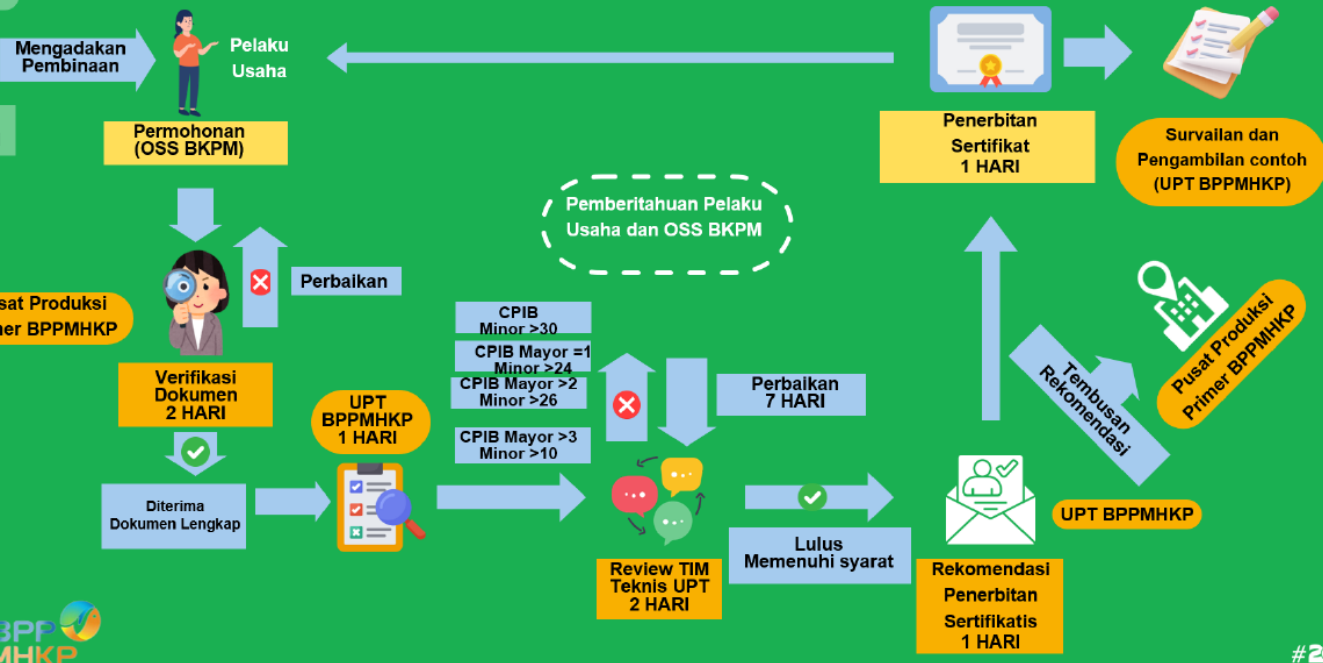 Mengadakan
Pembinaan
Pelaku
Usaha
Permohonan
(OSS BKPM)
Perbaikan
Produksi
BPPMHKP
Verifikasi
Dokumen
2 HARI
Diterima
Dokumen Lengkap
UPT
BPPMHKP
1 HARI
CPIB
Minor >30
CPIB Mayor =1
Minor >24
CPIB Mayor >2
Minor >26
CPIB Mayor >3
Minor >10
Pemberitahuan Pelaku
Usaha dan OSS BKPM
Perbaikan
7 HARI
Review TIM
Teknis UPT
2 HARI
Lulus
Memenuhi syarat
Rekomendasi
Penerbitan
Sertifikatis
1 HARI
UPT BPPMHKP
Tembusan
Rekomendasi
Pusat Produksi
Primer BPPMHKP
Penerbitan
Sertifikat
1 HARI
Survailan dan
Pengambilan contoh
(UPT BPPMHKP)
BPP
MHKP